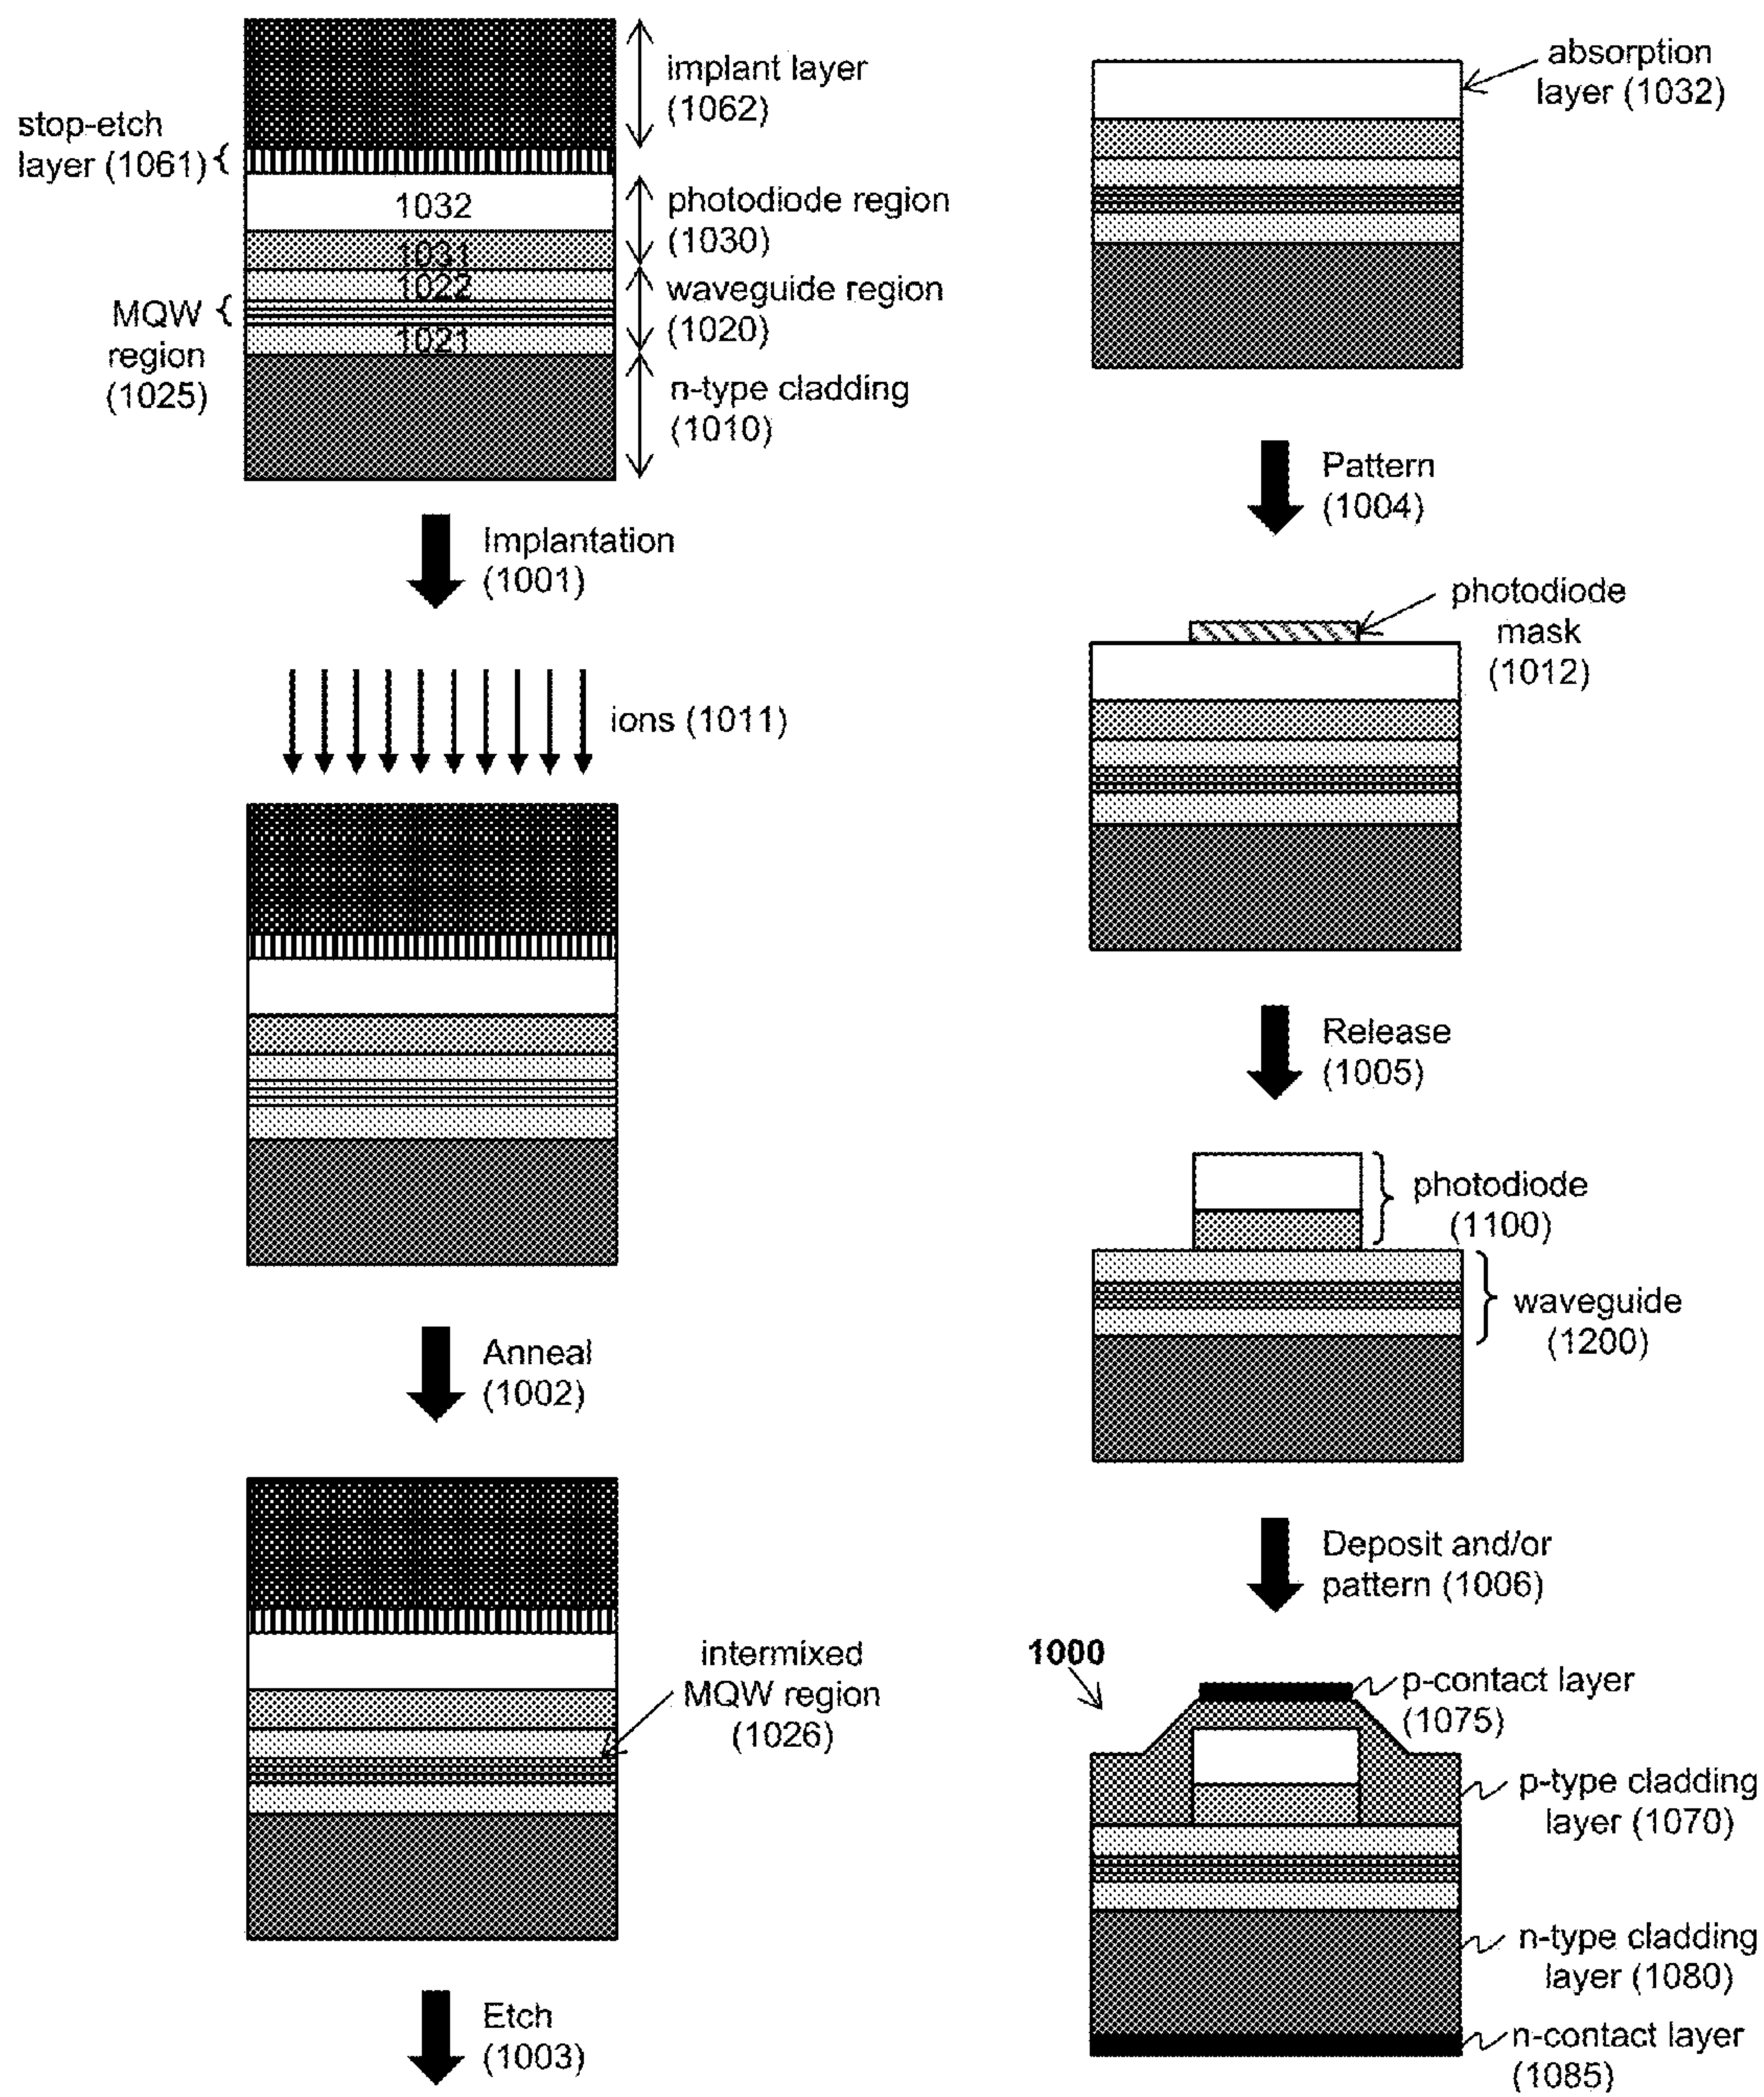 implant layer
(1062)
stop-etch
layer (1061)
1032
photodiode region
(1030)
1031
1022
waveguide region
(1020)
MQW
region
(1025)
1021
n-type cladding
(1010)
Implantation
(1001)
ions (1011)
Anneal
(1002)
intermixed
MQW region
(1026)
Etch
(1003)
absorption
layer (1032)
Pattern
(1004)
photodiode
mask
(1012)
Release
(1005)
photodiode
(1100)
waveguide
(1200)
Deposit and/or
pattern (1006)
1000
p-contact layer
(1075)
p-type cladding
layer (1070)
n-type cladding
layer (1080)
n-contact layer
(1085)